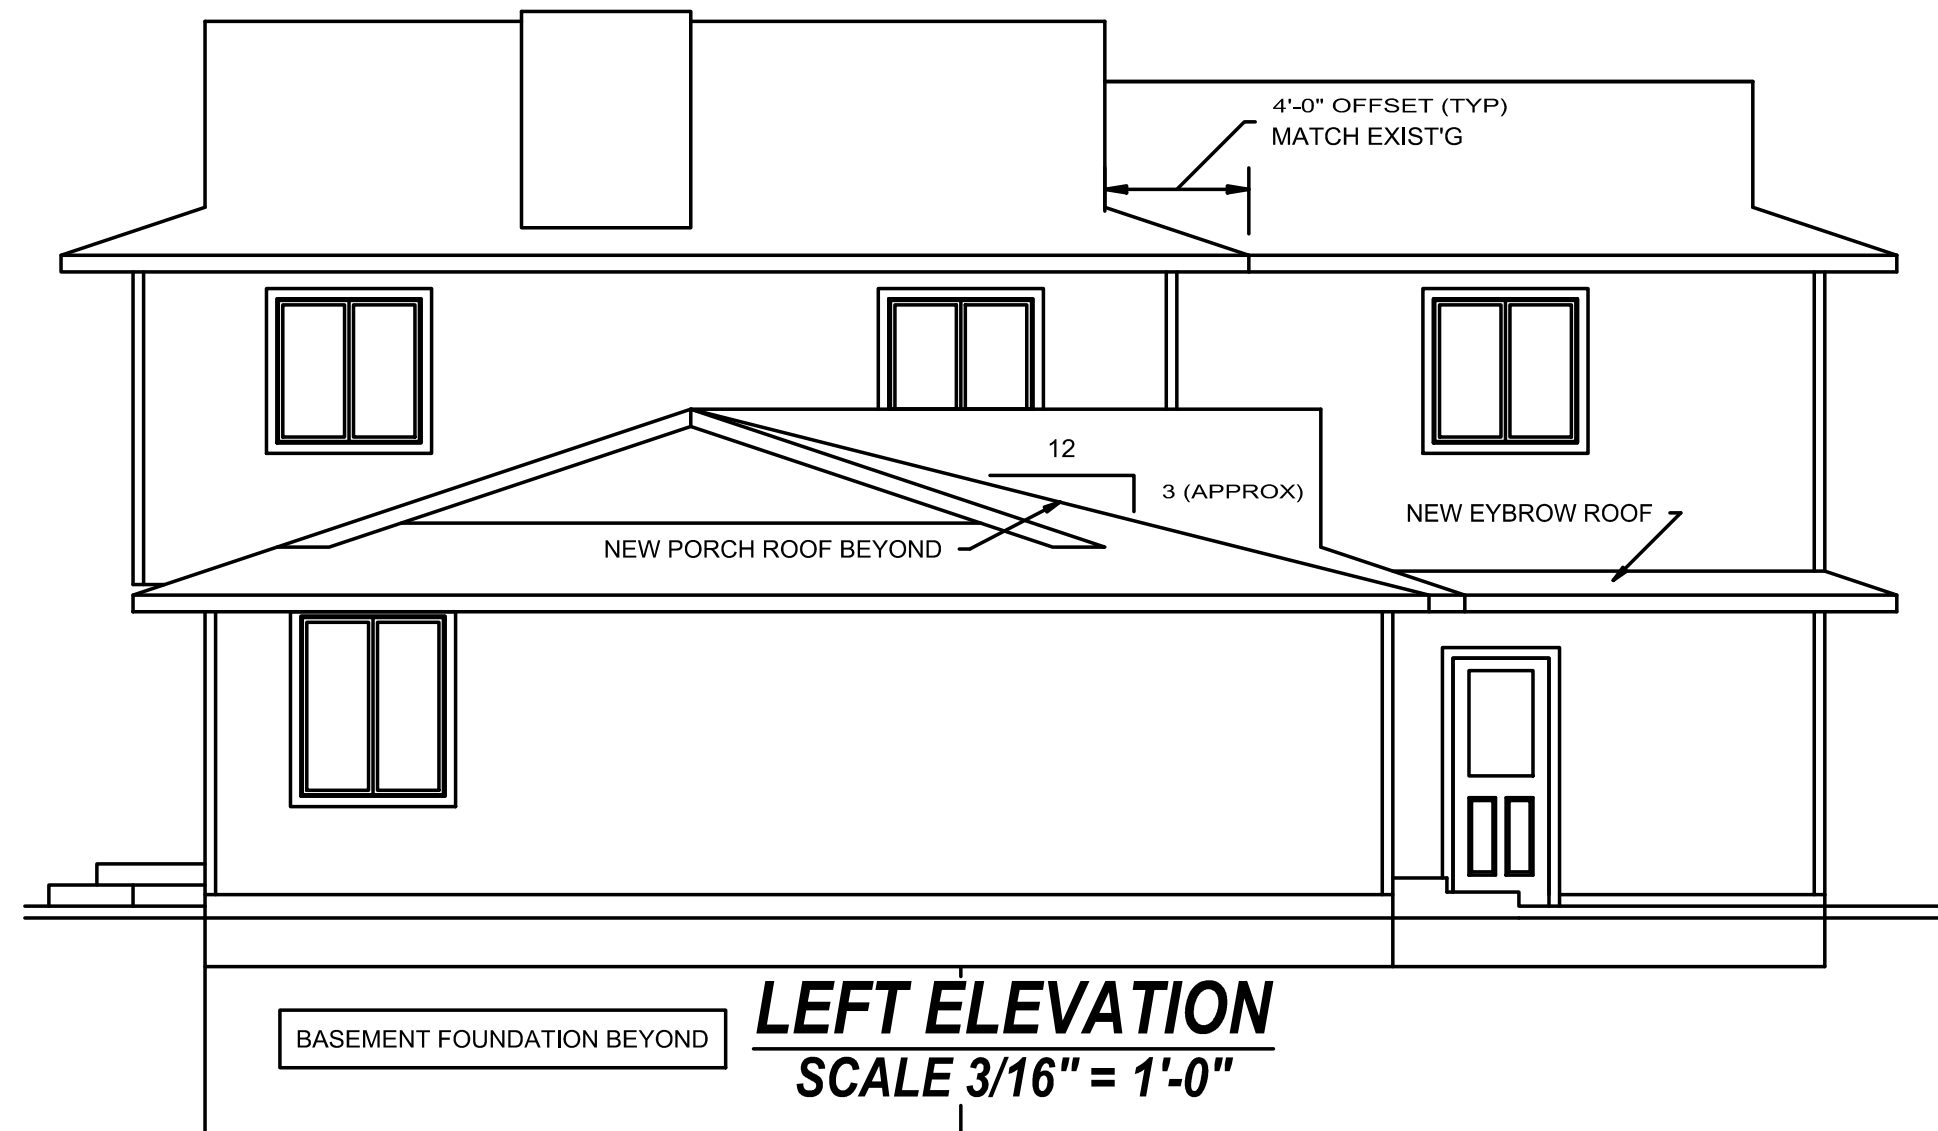 4'-0" OFFSET (TYP)
MATCH EXIST'G
12
3 (APPROX)
NEW EYBROW ROOF
NEW PORCH ROOF BEYOND
LEFT ELEVATION
BASEMENT FOUNDATION BEYOND
SCALE 3/16" = 1'-0"